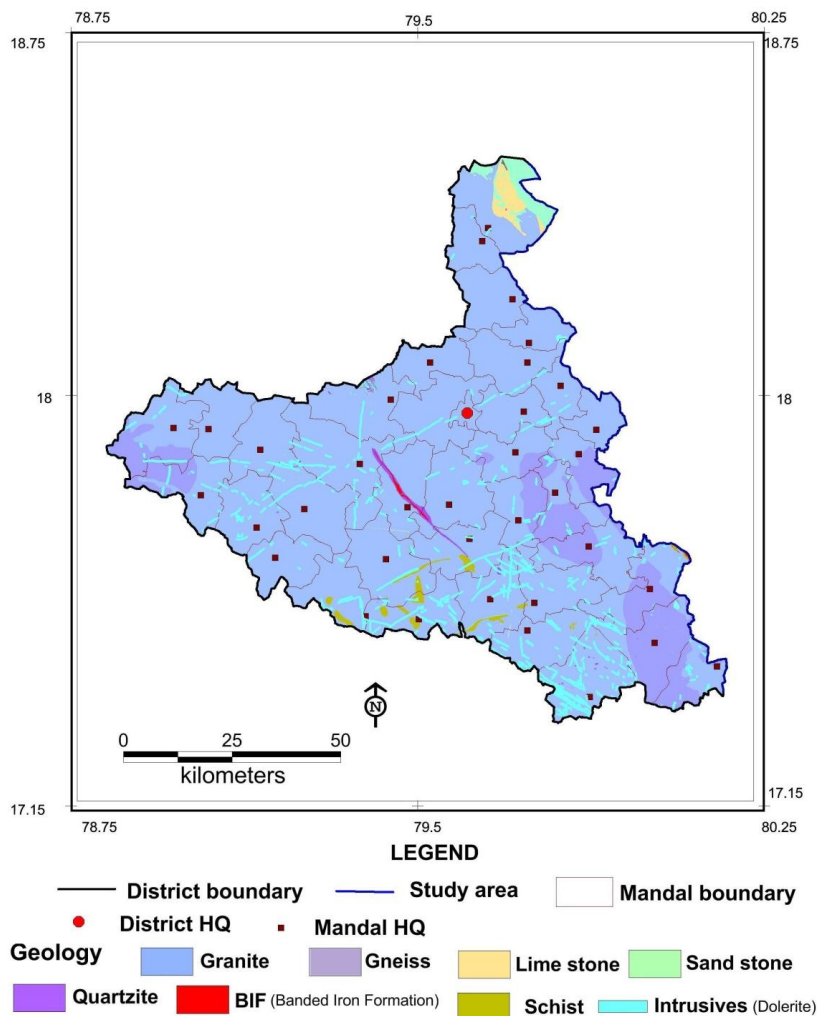 78.75 79.5 80.25
18.75 18.75
18 18
N
0 25 50
kilometers
17.15 17.15
78.75 79.5 80.25
LEGEND
District boundary Study area Mandal boundary
District HQ Mandal HQ
Geology Granite Gneiss Lime stone Sand stone
Quartzite BIF (Banded Iron Formation) Schist Intrusives (Dolerite)